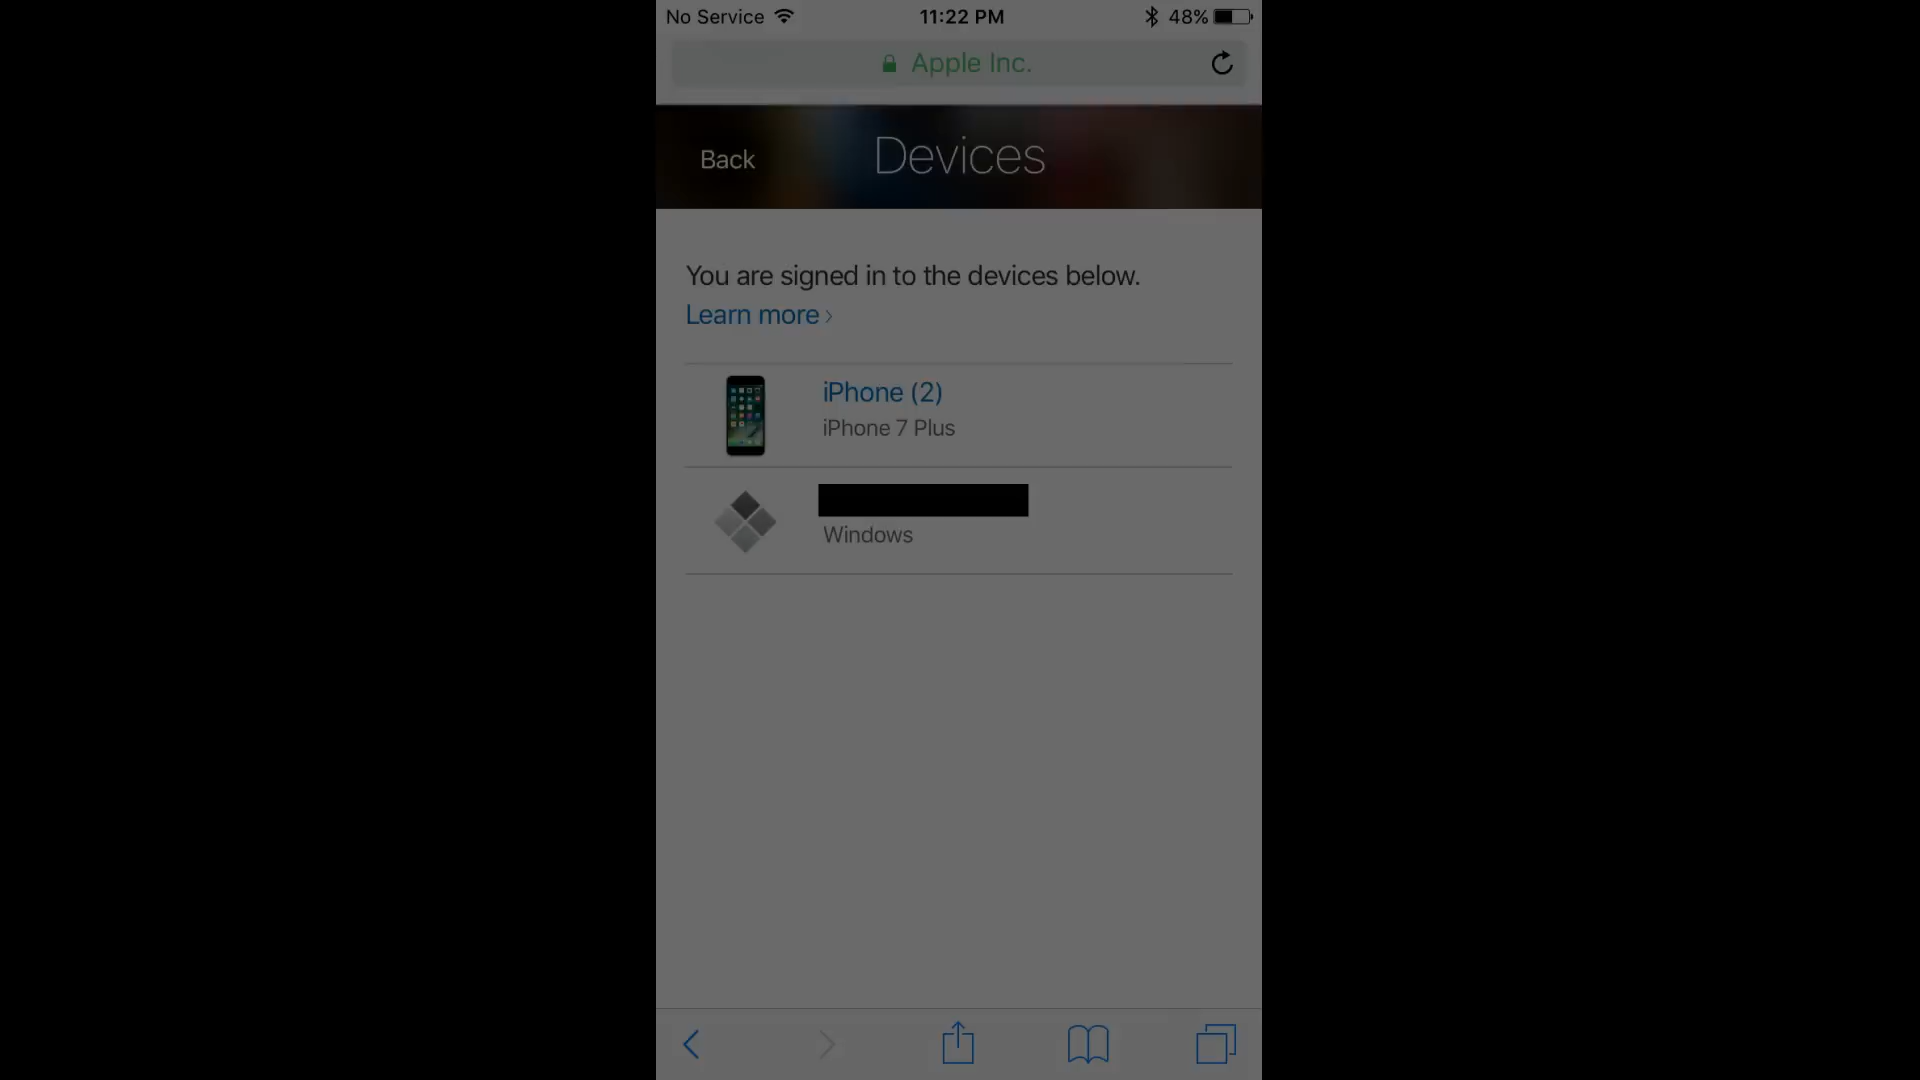 No Service 11:22 PM 48%
Apple Inc.
Back Devices
You are signed in to the devices below.
Learn more ›
iPhone (2)
iPhone 7 Plus
Windows